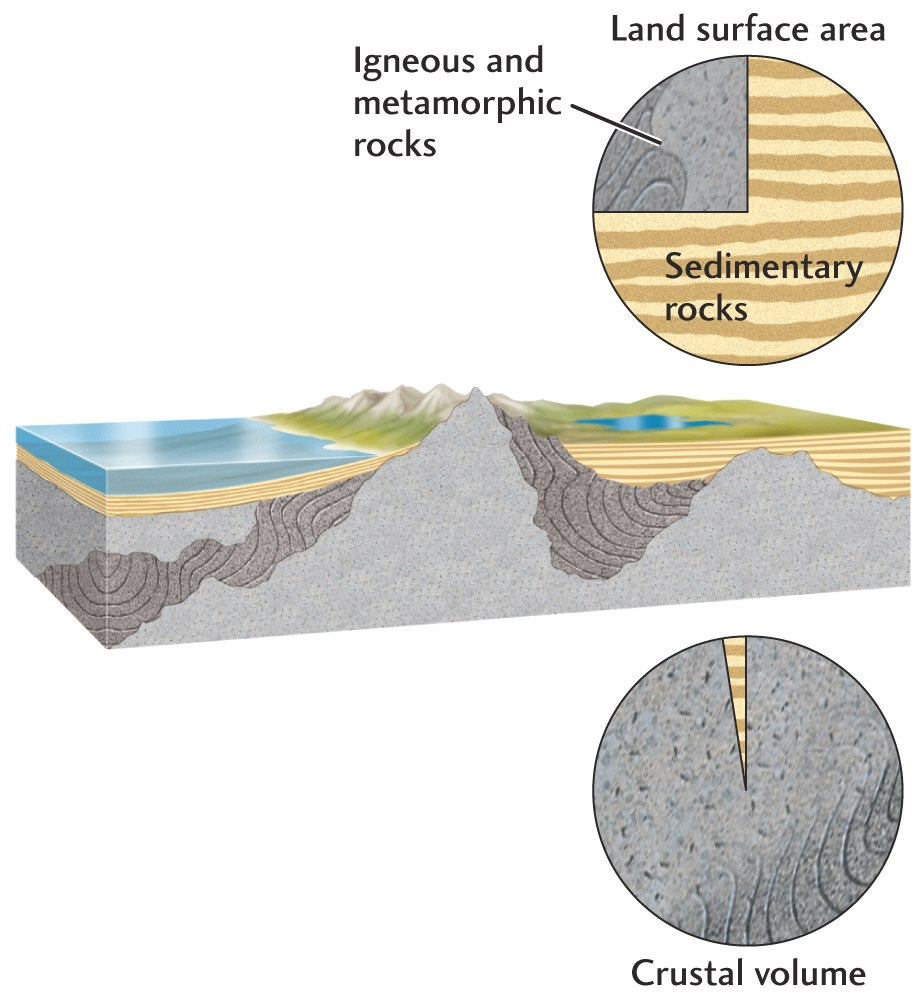 Land surface area
Igneous and
metamorphic
rocks
Sedimentary
rocks
Crustal volume